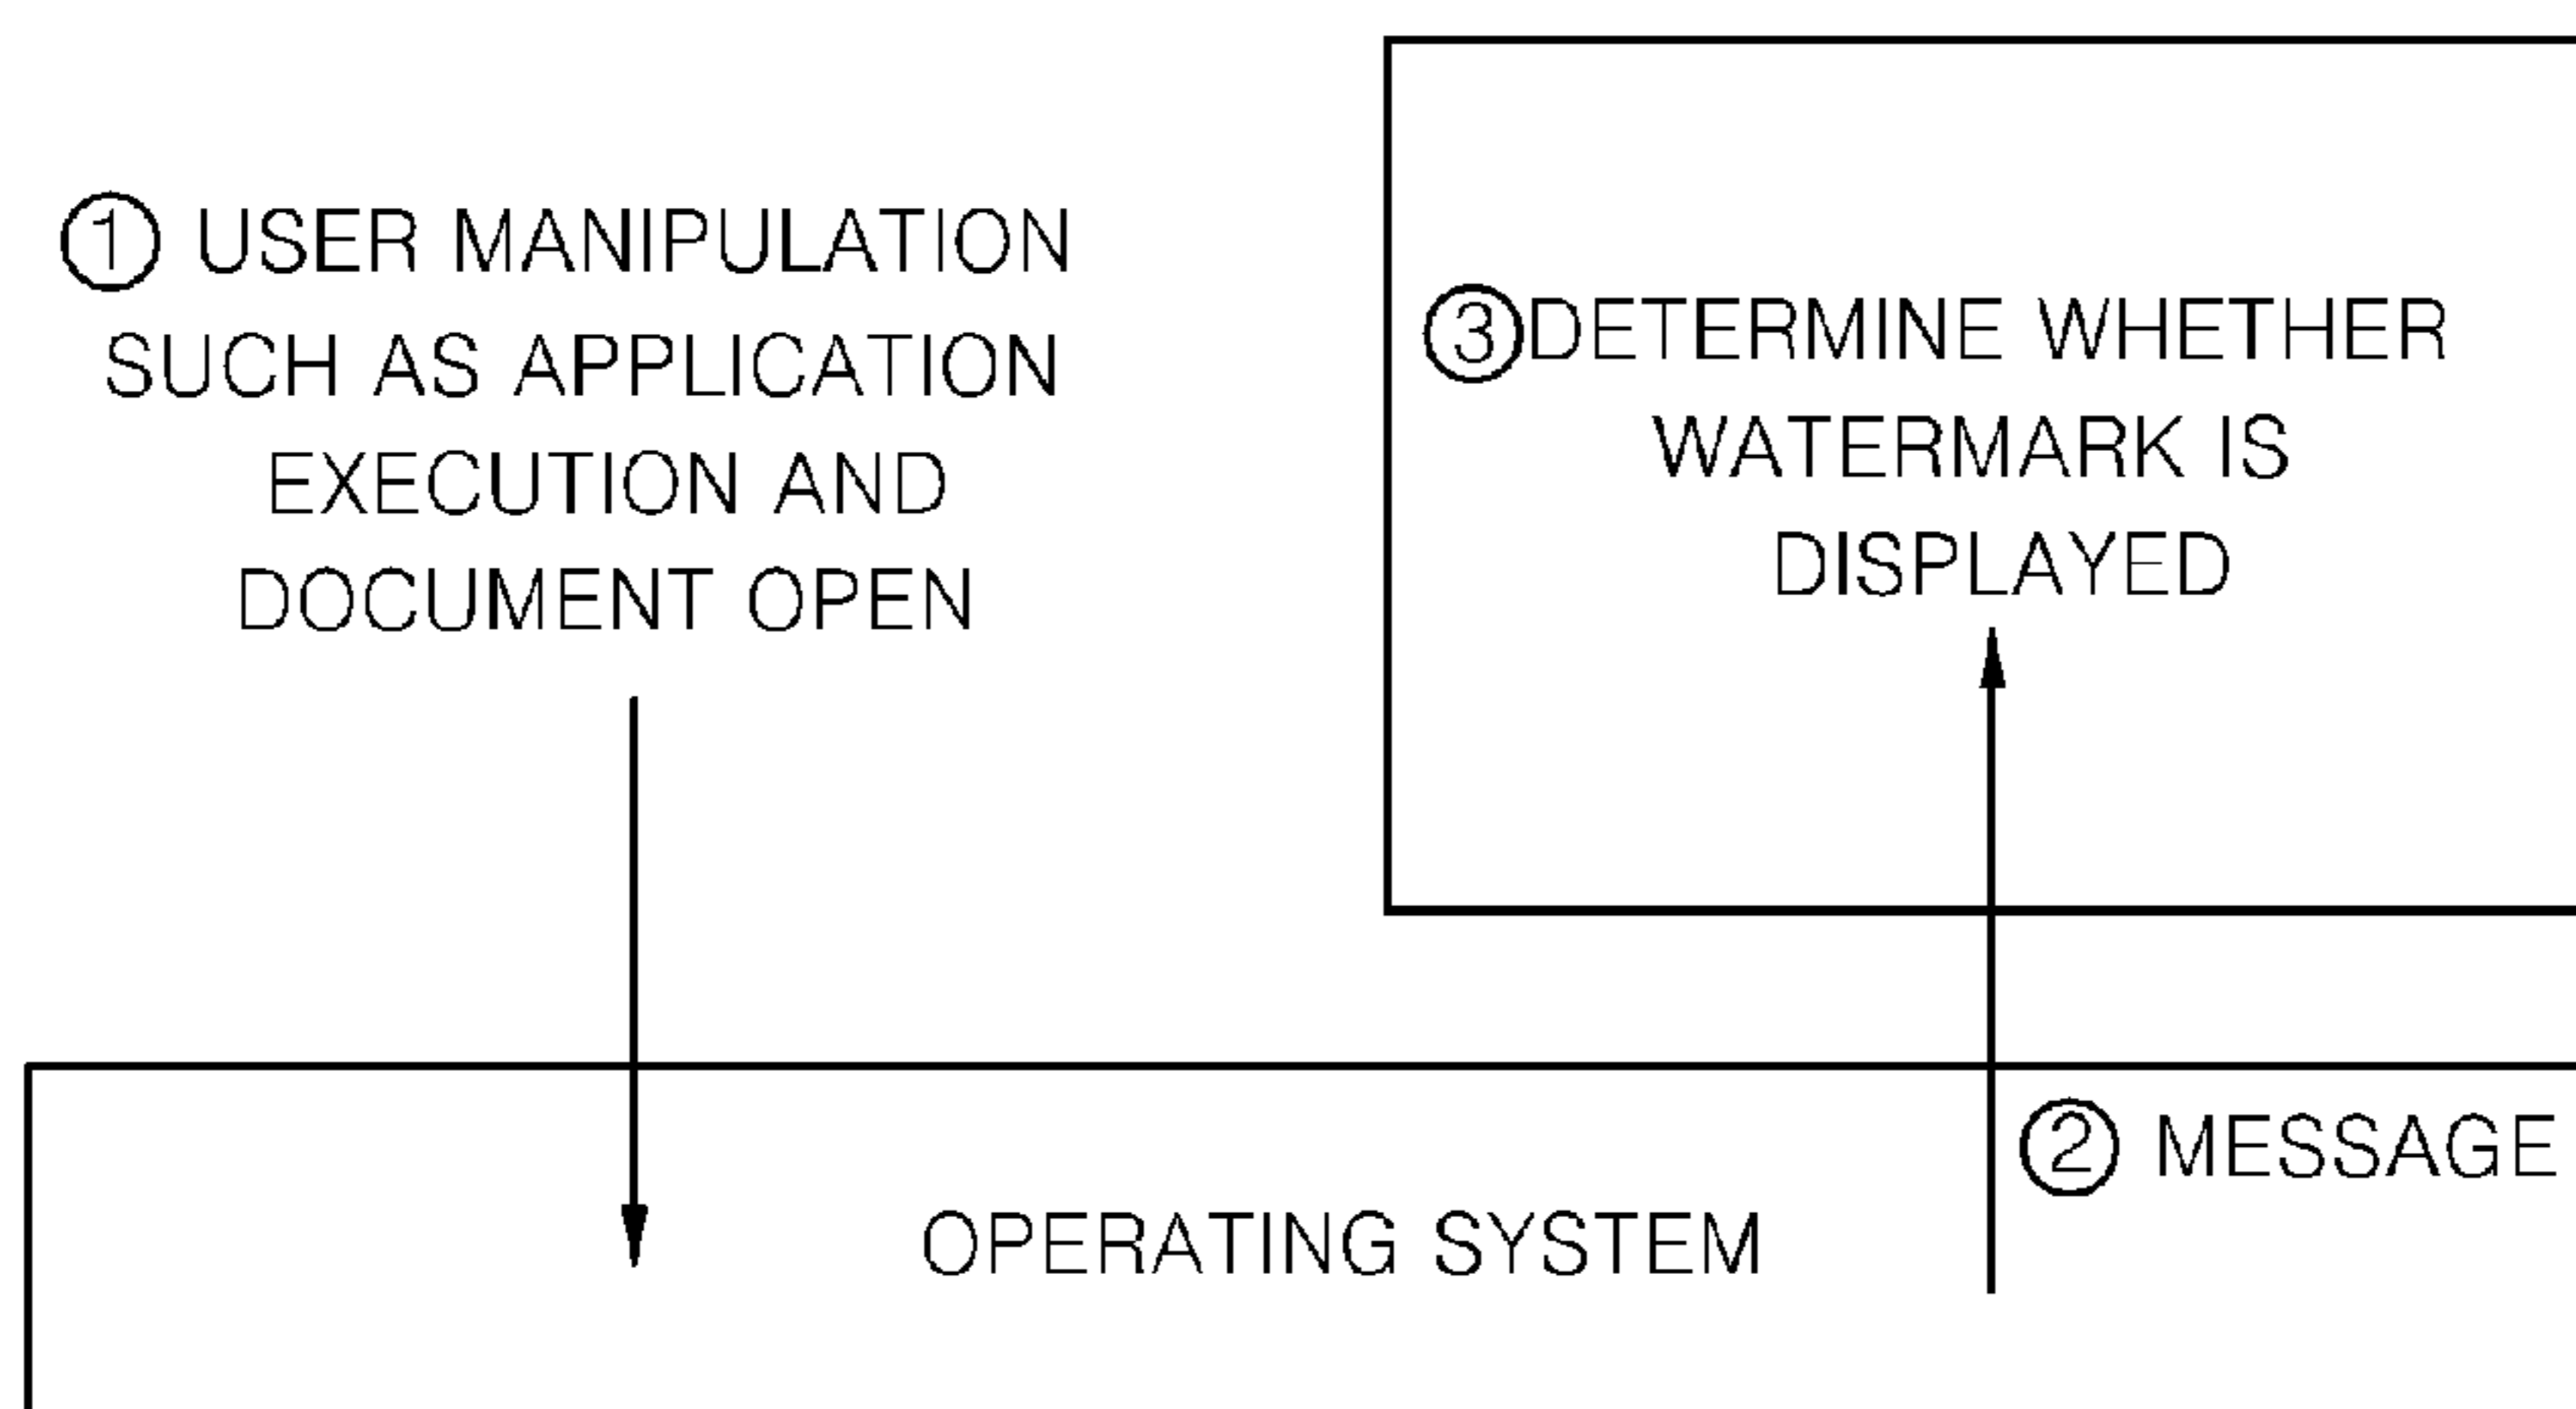 ① USER MANIPULATION
SUCH AS APPLICATION
EXECUTION AND
DOCUMENT OPEN
③DETERMINE WHETHER
WATERMARK IS
DISPLAYED
② MESSAGE
OPERATING SYSTEM